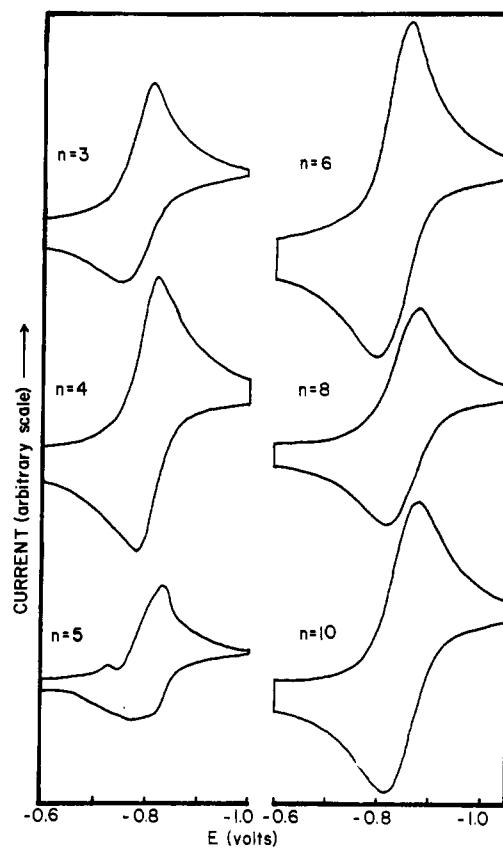 n=3
n=6
n=4
n=8
n=5
n=10
CURRENT (arbitrary scale) →
-0.6 -0.8 -1.0 -0.6 -0.8 -1.0
E (volts)